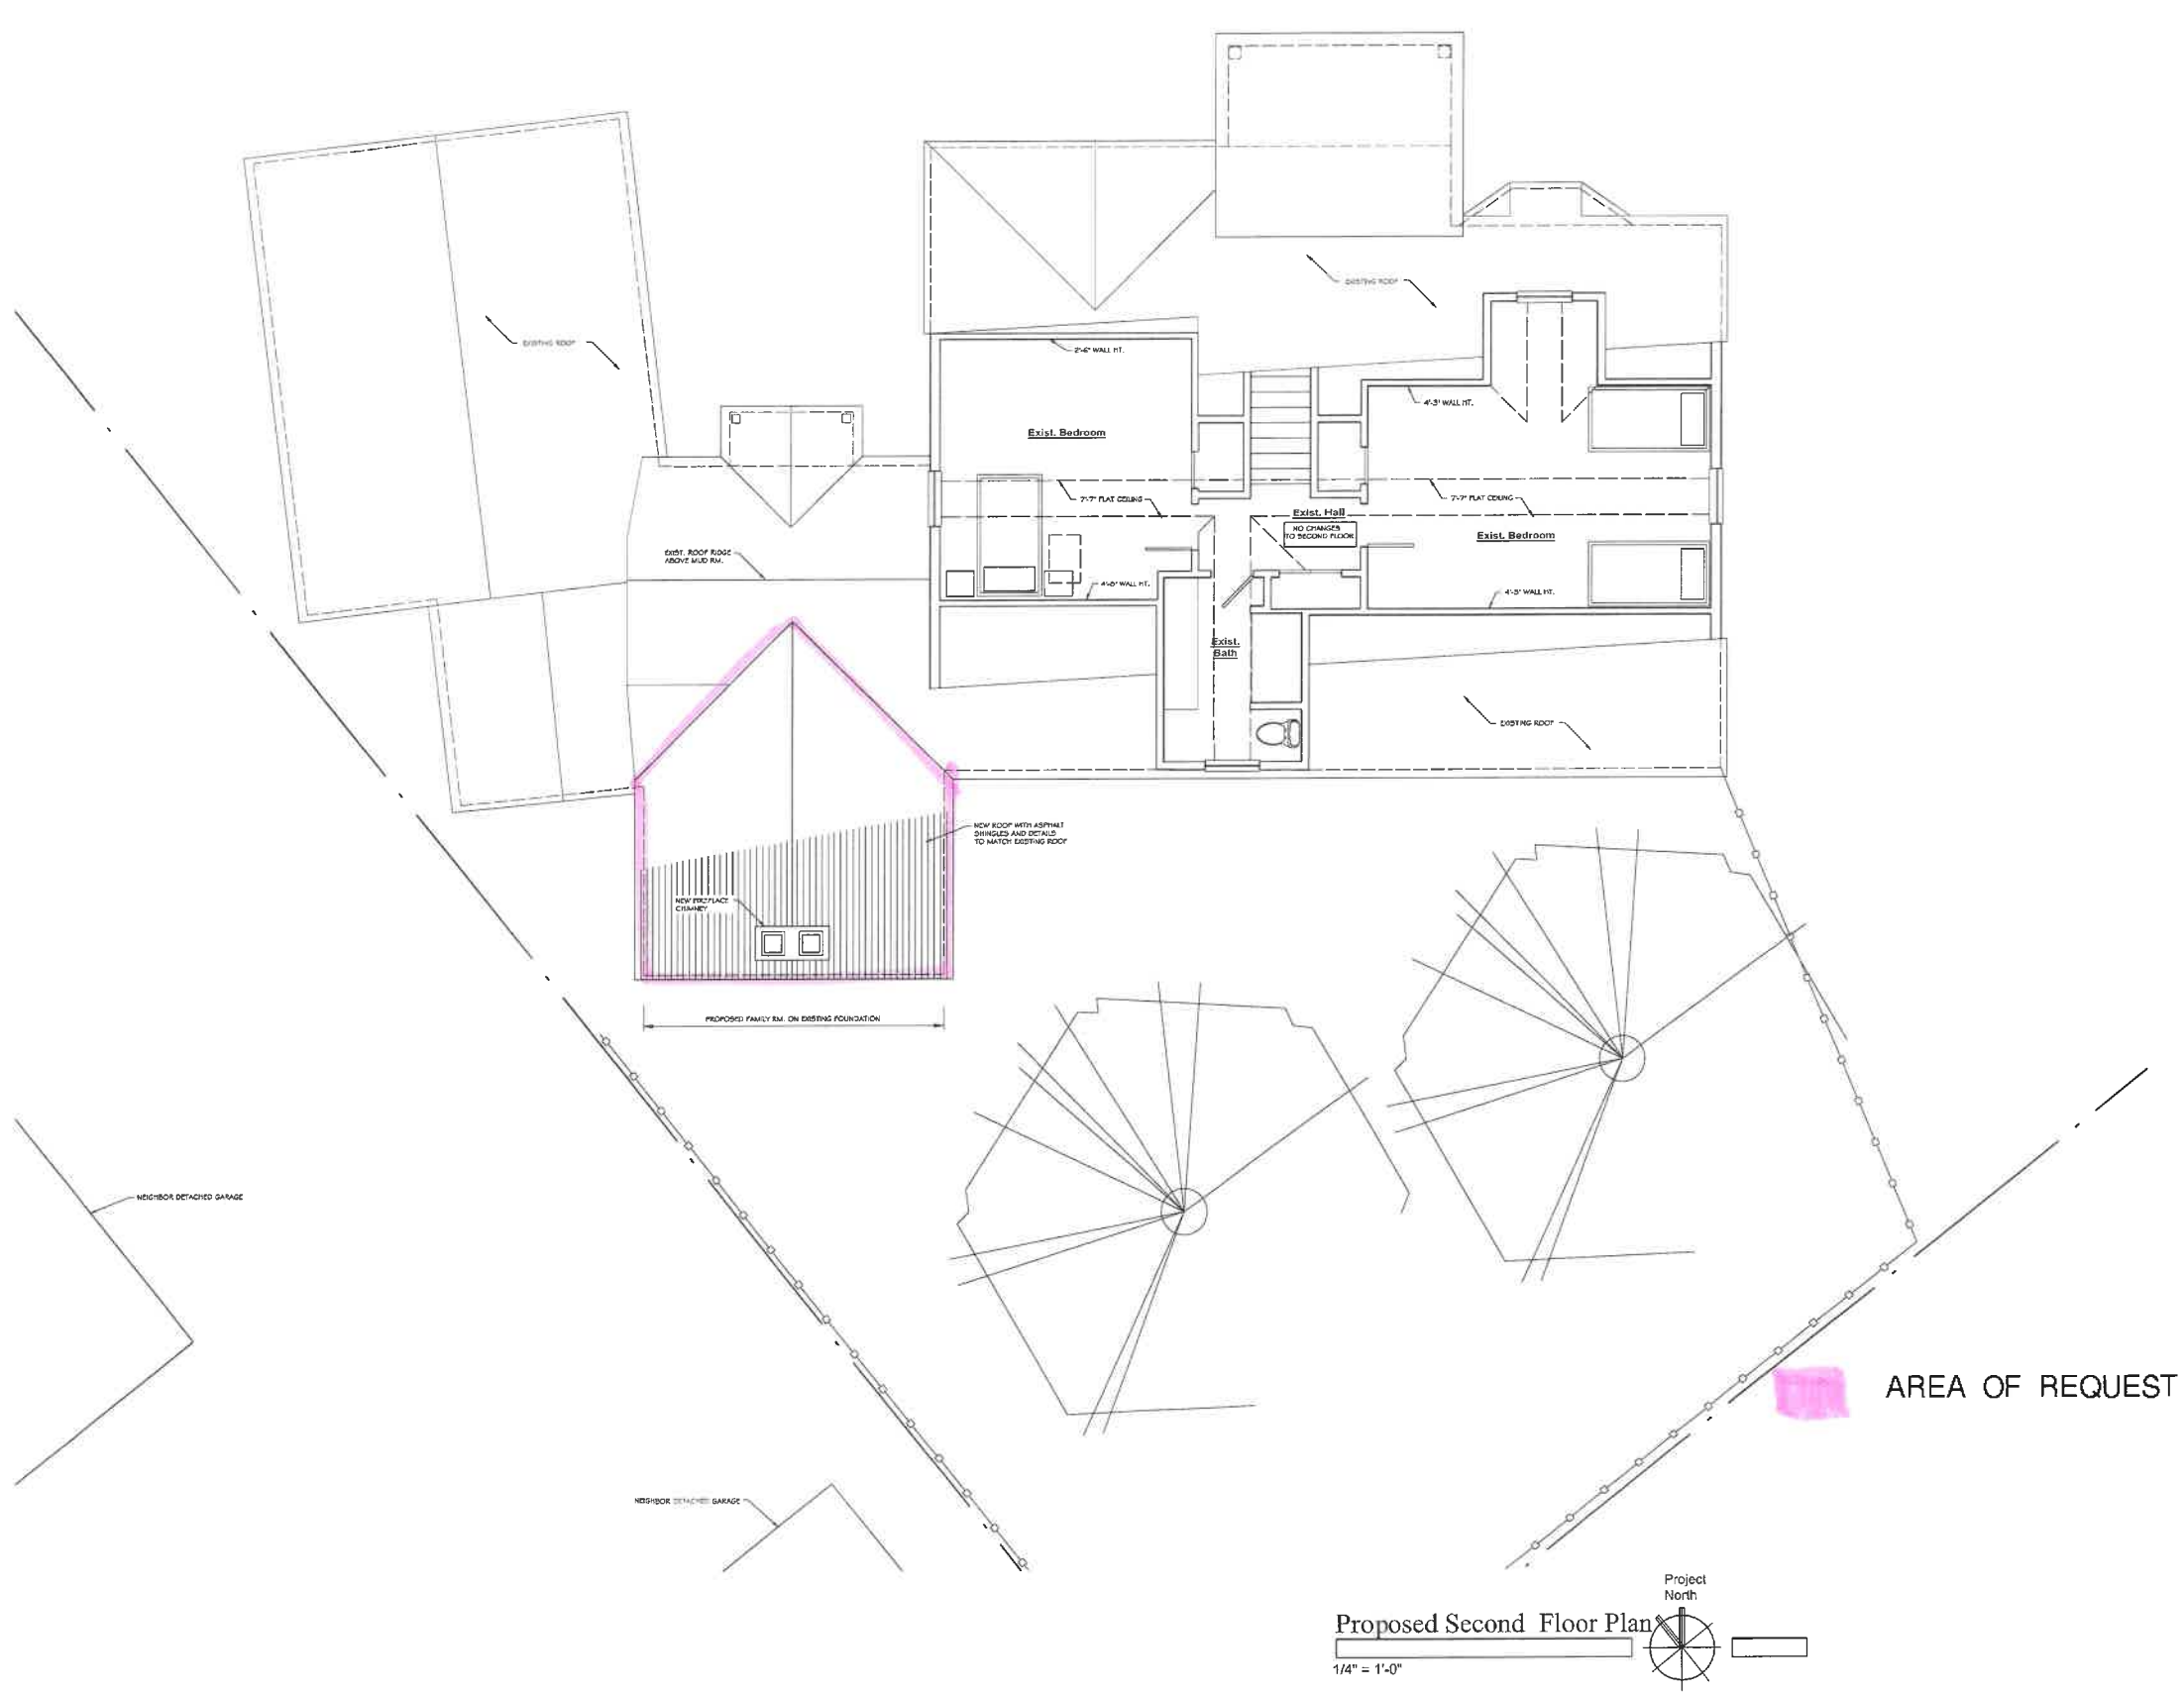 EXISTING ROOF
EXISTING ROOF
2'-6" WALL HT.
4'-3" WALL HT.
Exist. Bedroom
7'-7" FLAT CEILING
7'-7" FLAT CEILING
Exist. Hall
NO CHANGES
TO SECOND FLOOR
Exist. Bedroom
EXIST. ROOF RIDGE
ABOVE MUD RM.
WALL HT.
WALL HT.
Exist.
Bath
EXISTING ROOF
NEW ROOF WITH ASPHALT
SHINGLES AND DETAILS
TO MATCH EXISTING ROOF
NEW FIREPLACE
CHIMNEY
PROPOSED FAMILY RM. ON EXISTING FOUNDATION
NEIGHBOR DETACHED GARAGE
AREA OF REQUEST
NEIGHBOR DETACHED GARAGE
Project
North
Proposed Second Floor Plan
1/4" = 1'-0"